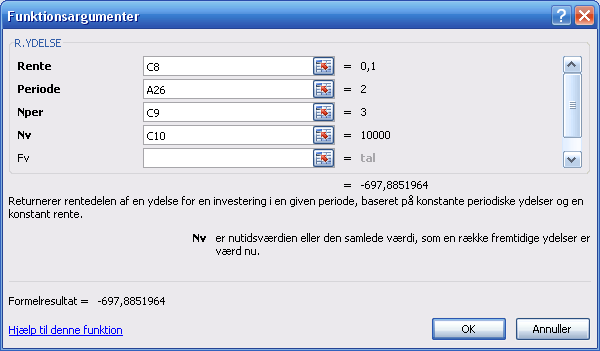 Funktionsargumenter
R.YDELSE
Rente C8 = 0,1
Periode A26 = 2
Nper C9 = 3
Nv C10 = 10000
Fv = tal
= -697,8851964
Returnerer rentedelen af en ydelse for en investering i en given periode, baseret på konstante periodiske ydelser og en
konstant rente.
Nv er nutidsværdien eller den samlede værdi, som en række fremtidige ydelser er
værd nu.
Formelresultat = -697,8851964
Hjælp til denne funktion
OK Annuller